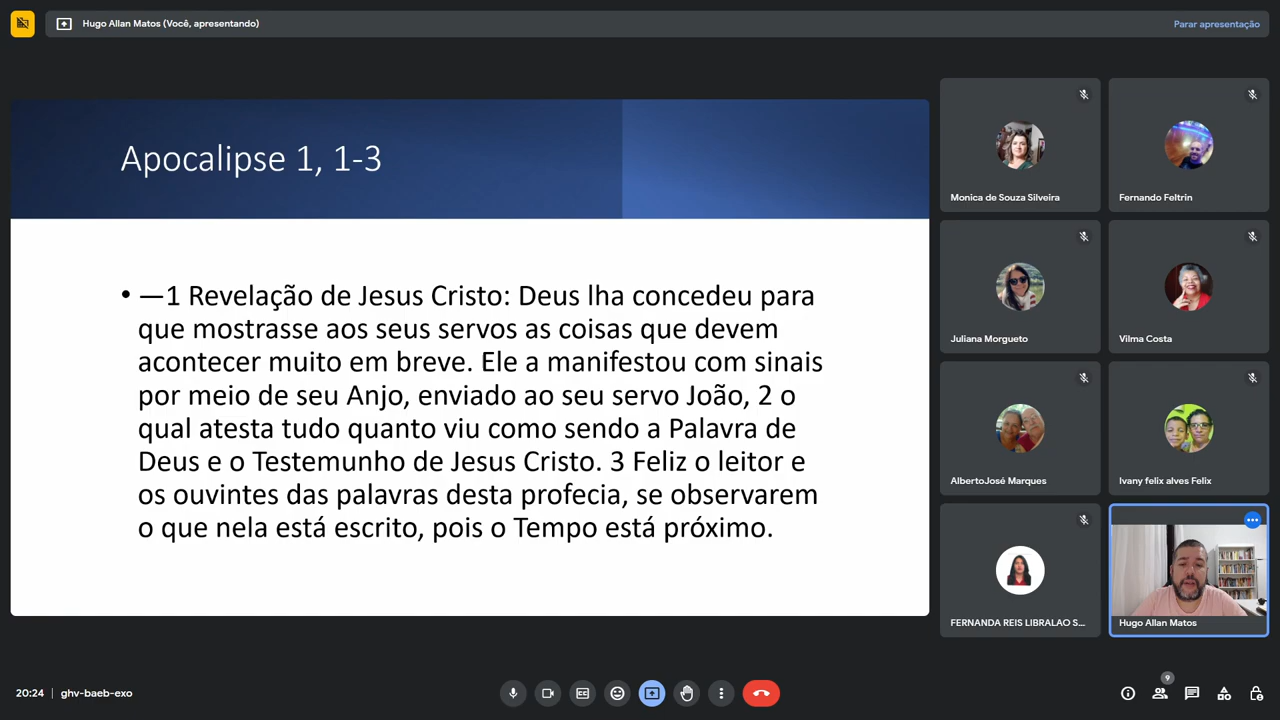 Hugo Allan Matos (Você, apresentando)
Parar apresentação
Apocalipse 1, 1-3
• —1 Revelação de Jesus Cristo: Deus lha concedeu para
que mostrasse aos seus servos as coisas que devem
acontecer muito em breve. Ele a manifestou com sinais
por meio de seu Anjo, enviado ao seu servo João, 2 o
qual atesta tudo quanto viu como sendo a Palavra de
Deus e o Testemunho de Jesus Cristo. 3 Feliz o leitor e
os ouvintes das palavras desta profecia, se observarem
o que nela está escrito, pois o Tempo está próximo.
Monica de Souza Silveira
Fernando Feltrin
Juliana Morgueto
Vilma Costa
AlbertoJosé Marques
Ivany felix alves Felix
FERNANDA REIS LIBRALAO S...
Hugo Allan Matos
20:24 | ghv-baeb-exo
9